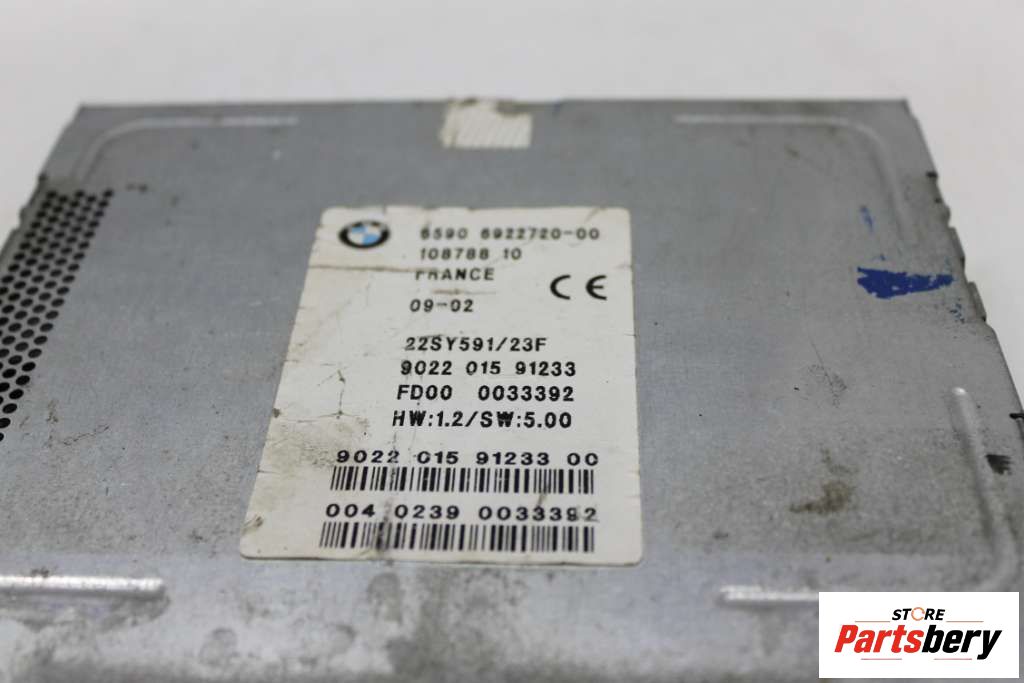 6590 6922720-00
108788 10
FRANCE
CE
09-02
22SY591/23F
9022 015 91233
FD00 0033392
HW:1.2/SW:5.00
9022 015 91233 00
004 0239 0033392
STORE
Partsbery